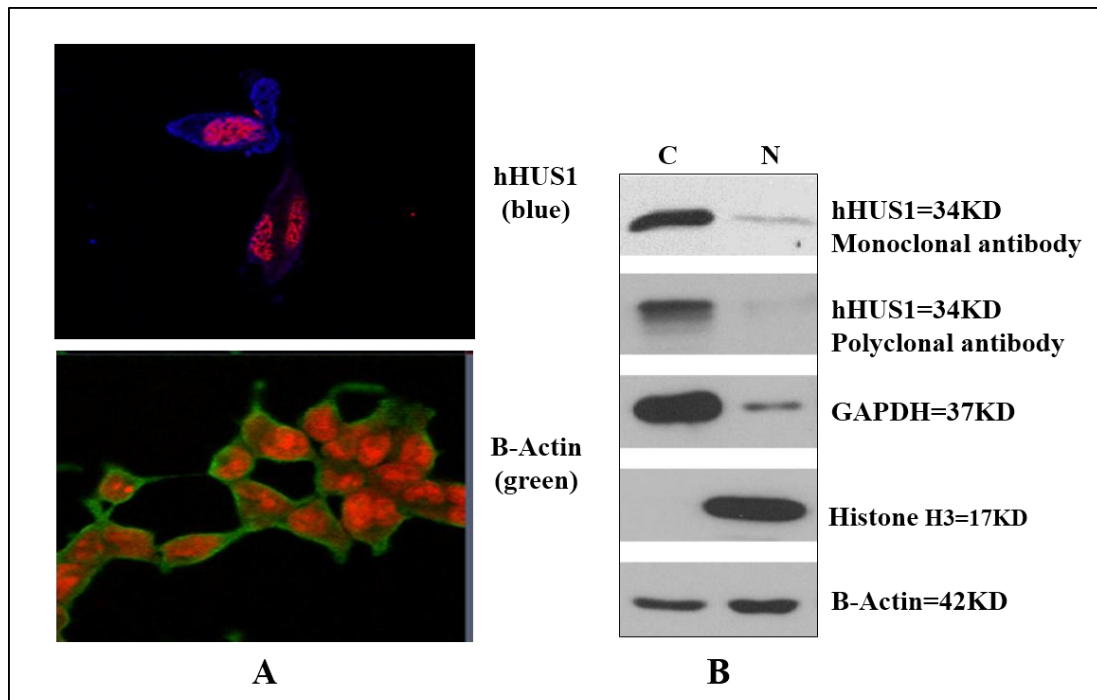 hHUS1
(blue)
B-Actin
(green)
A
C N
hHUS1=34KD
Monoclonal antibody
hHUS1=34KD
Polyclonal antibody
GAPDH=37KD
Histone H3=17KD
B-Actin=42KD
B